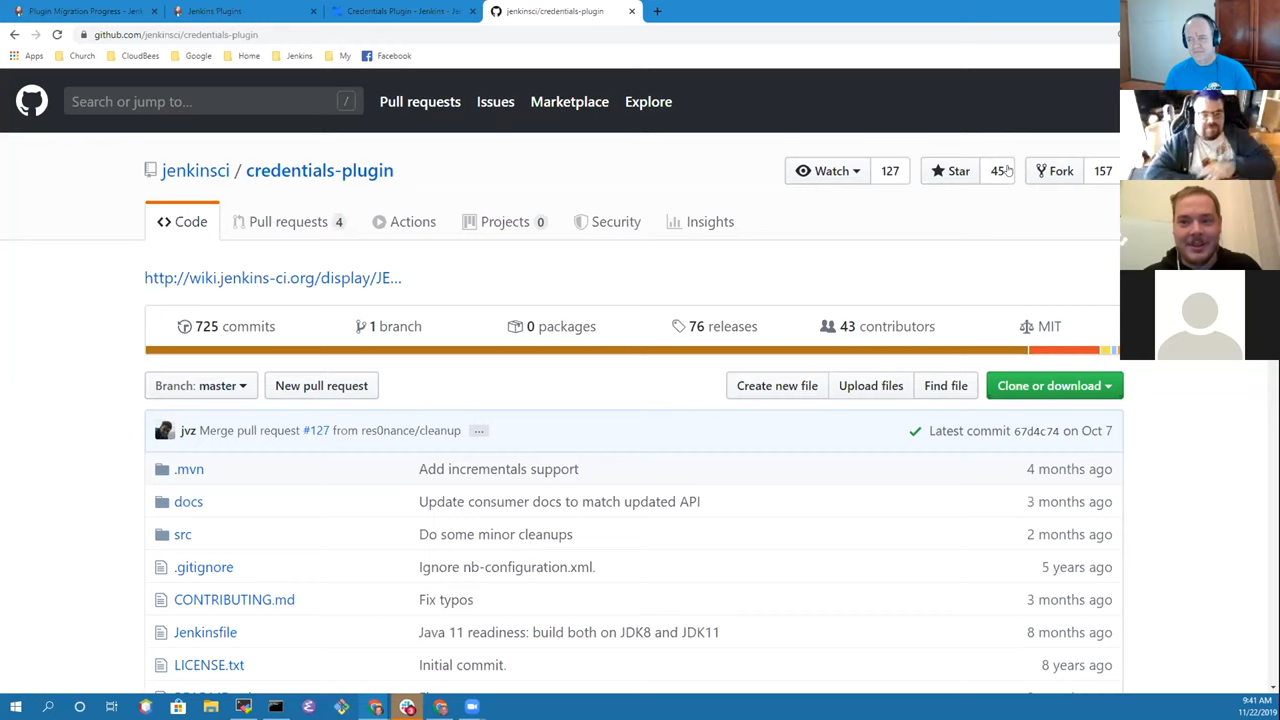 Plugin Migration Progress - Jenk
Jenkins Plugins
Credentials Plugin - Jenkins - Je
jenkinsci/credentials-plugin
github.com/jenkinsci/credentials-plugin
Apps Church CloudBees Google Home Jenkins My Facebook
Search or jump to... / Pull requests Issues Marketplace Explore
jenkinsci / credentials-plugin
Watch 127 Star 45 Fork 157
Code Pull requests 4 Actions Projects 0 Security Insights
http://wiki.jenkins-ci.org/display/JE...
725 commits 1 branch 0 packages 76 releases 43 contributors MIT
Branch: master New pull request Create new file Upload files Find file Clone or download
jvz Merge pull request #127 from res0nance/cleanup ... Latest commit 67d4c74 on Oct 7
.mvn Add incrementals support 4 months ago
docs Update consumer docs to match updated API 3 months ago
src Do some minor cleanups 2 months ago
.gitignore Ignore nb-configuration.xml. 5 years ago
CONTRIBUTING.md Fix typos 3 months ago
Jenkinsfile Java 11 readiness: build both on JDK8 and JDK11 8 months ago
LICENSE.txt Initial commit. 8 years ago
9:41 AM
11/22/2019